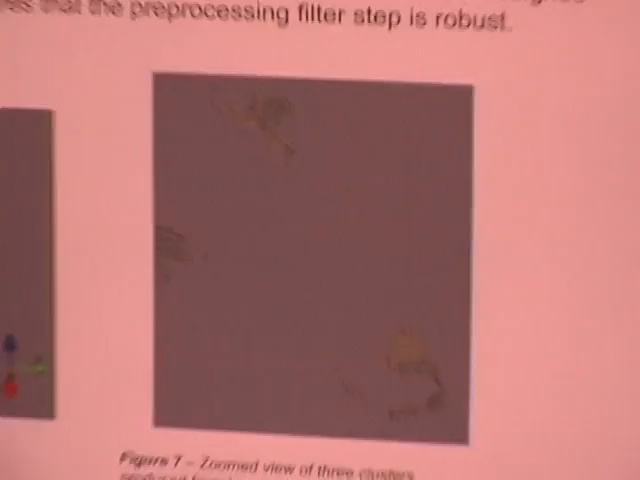 that the preprocessing filter step is robust.
Figure 7 – Zoomed view of three clusters